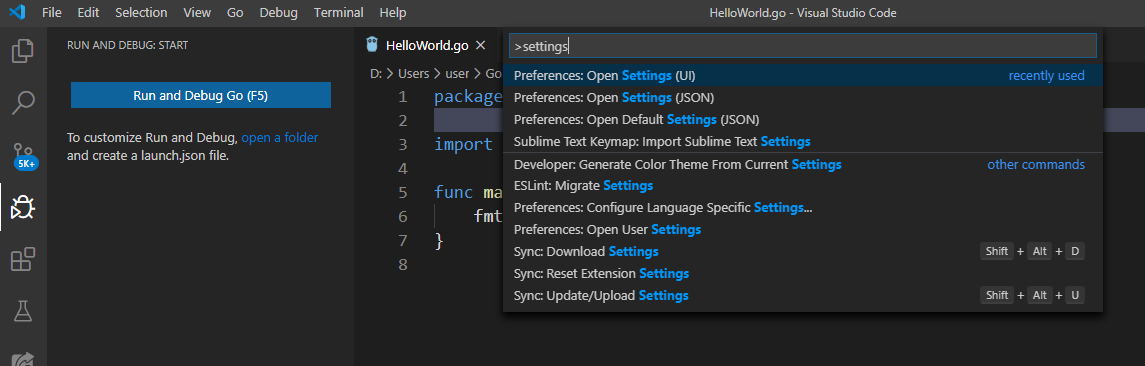 File Edit Selection View Go Debug Terminal Help
HelloWorld.go - Visual Studio Code
RUN AND DEBUG: START
Run and Debug Go (F5)
To customize Run and Debug, open a folder
and create a launch.json file.
5K+
HelloWorld.go
D: > Users > user > Go
1 package
2
3 import
4
5 func ma
6 fmt
7 }
8
>settings
Preferences: Open Settings (UI) recently used
Preferences: Open Settings (JSON)
Preferences: Open Default Settings (JSON)
Sublime Text Keymap: Import Sublime Text Settings
Developer: Generate Color Theme From Current Settings other commands
ESLint: Migrate Settings
Preferences: Configure Language Specific Settings...
Preferences: Open User Settings
Sync: Download Settings Shift + Alt + D
Sync: Reset Extension Settings
Sync: Update/Upload Settings Shift + Alt + U